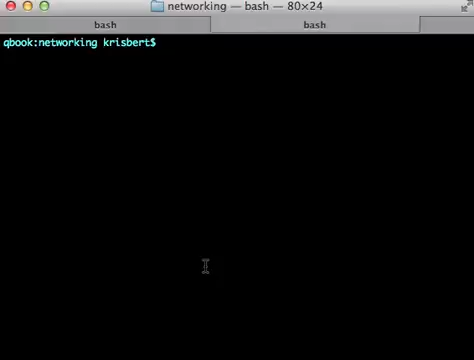 networking — bash — 80×24
bash bash
qbook:networking krisbert$